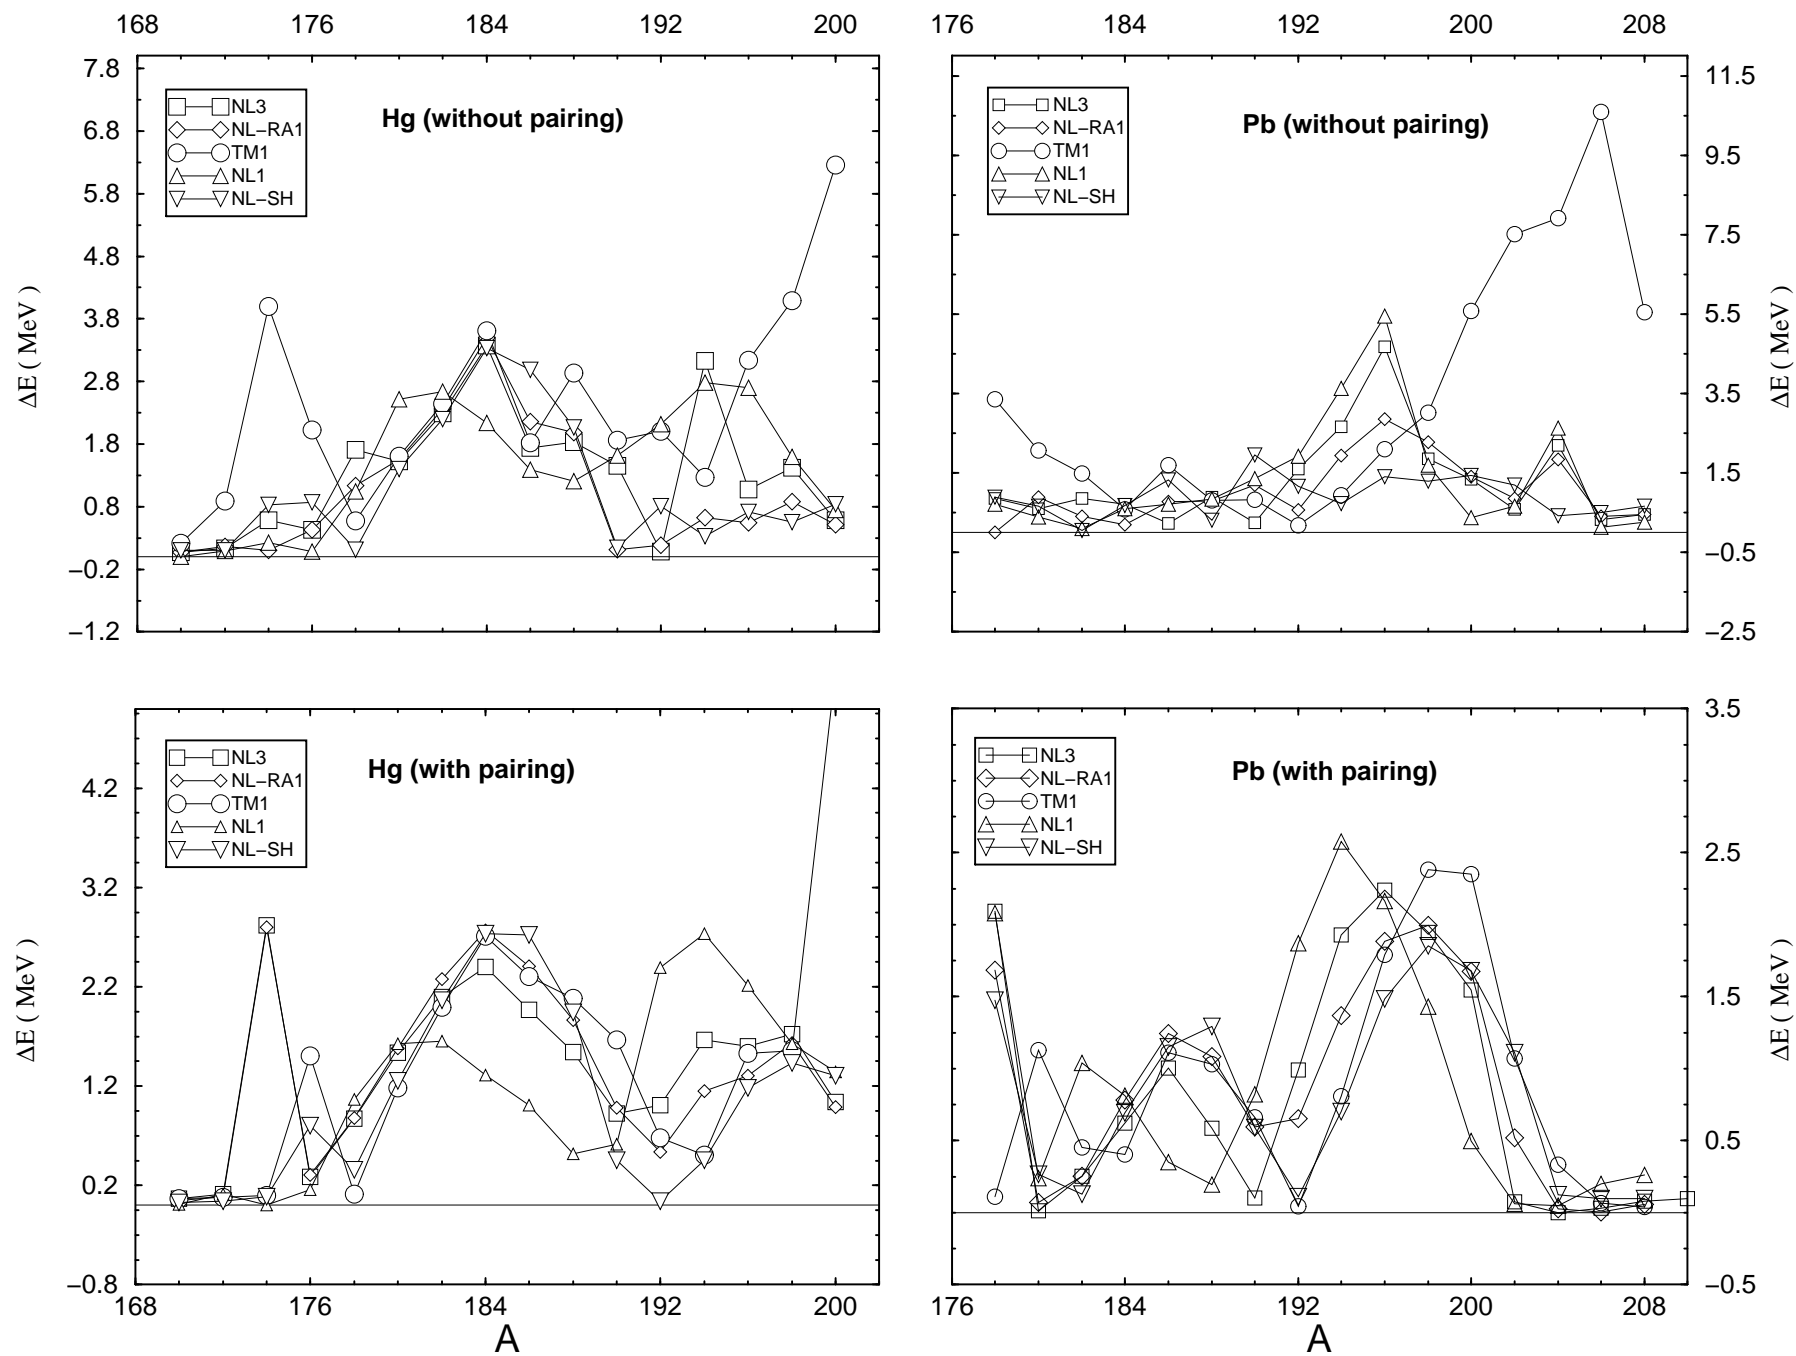 168 176 184 192 200
176 184 192 200 208
7.8
6.8
5.8
4.8
3.8
2.8
1.8
0.8
−0.2
−1.2
ΔE ( MeV )
NL3
NL−RA1
TM1
NL1
NL−SH
Hg (without pairing)
NL3
NL−RA1
TM1
NL1
NL−SH
Pb (without pairing)
11.5
9.5
7.5
5.5
3.5
1.5
−0.5
−2.5
ΔE ( MeV )
4.2
3.2
2.2
1.2
0.2
−0.8
ΔE ( MeV )
NL3
NL−RA1
TM1
NL1
NL−SH
Hg (with pairing)
NL3
NL−RA1
TM1
NL1
NL−SH
Pb (with pairing)
3.5
2.5
1.5
0.5
−0.5
ΔE ( MeV )
168 176 184 192 200
A
176 184 192 200 208
A